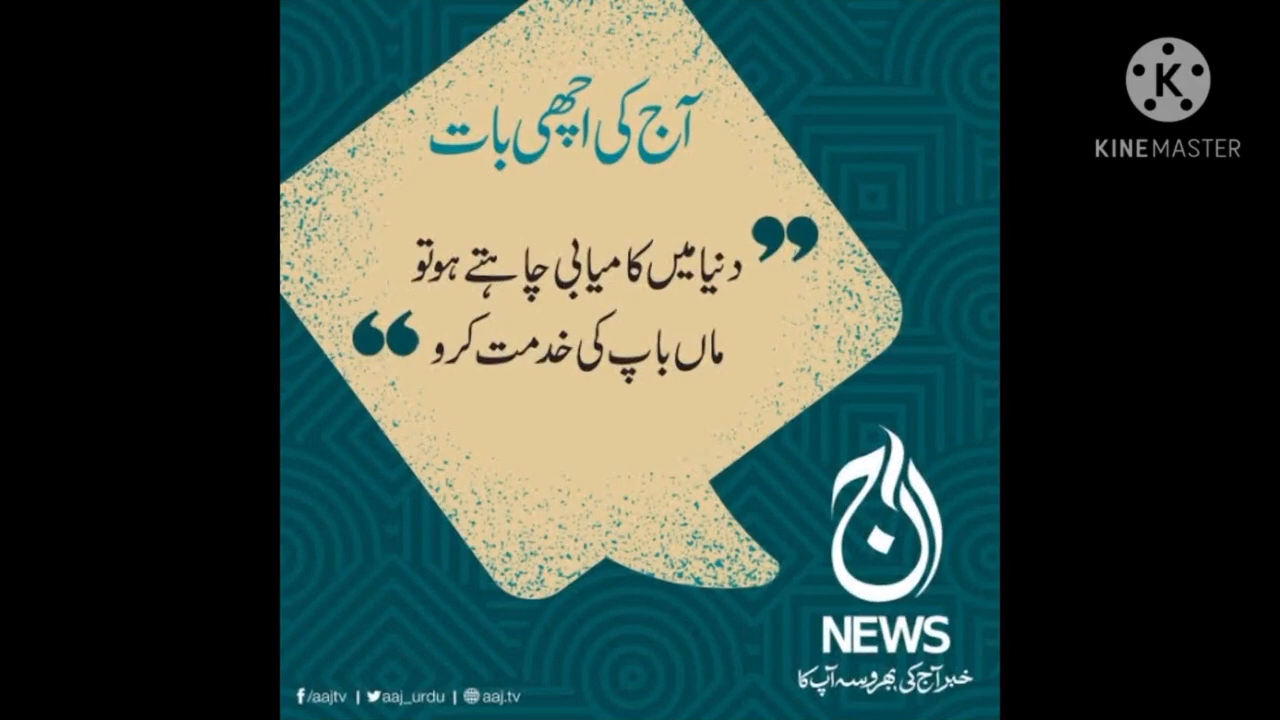 آج کی اچھی بات
دنیا میں کامیابی چاہتے ہو تو
ماں باپ کی خدمت کرو
K
KINEMASTER
آج
NEWS
خبر آج کی بھروسہ آپ کا
f/aajtv | aaj_urdu | aaj.tv